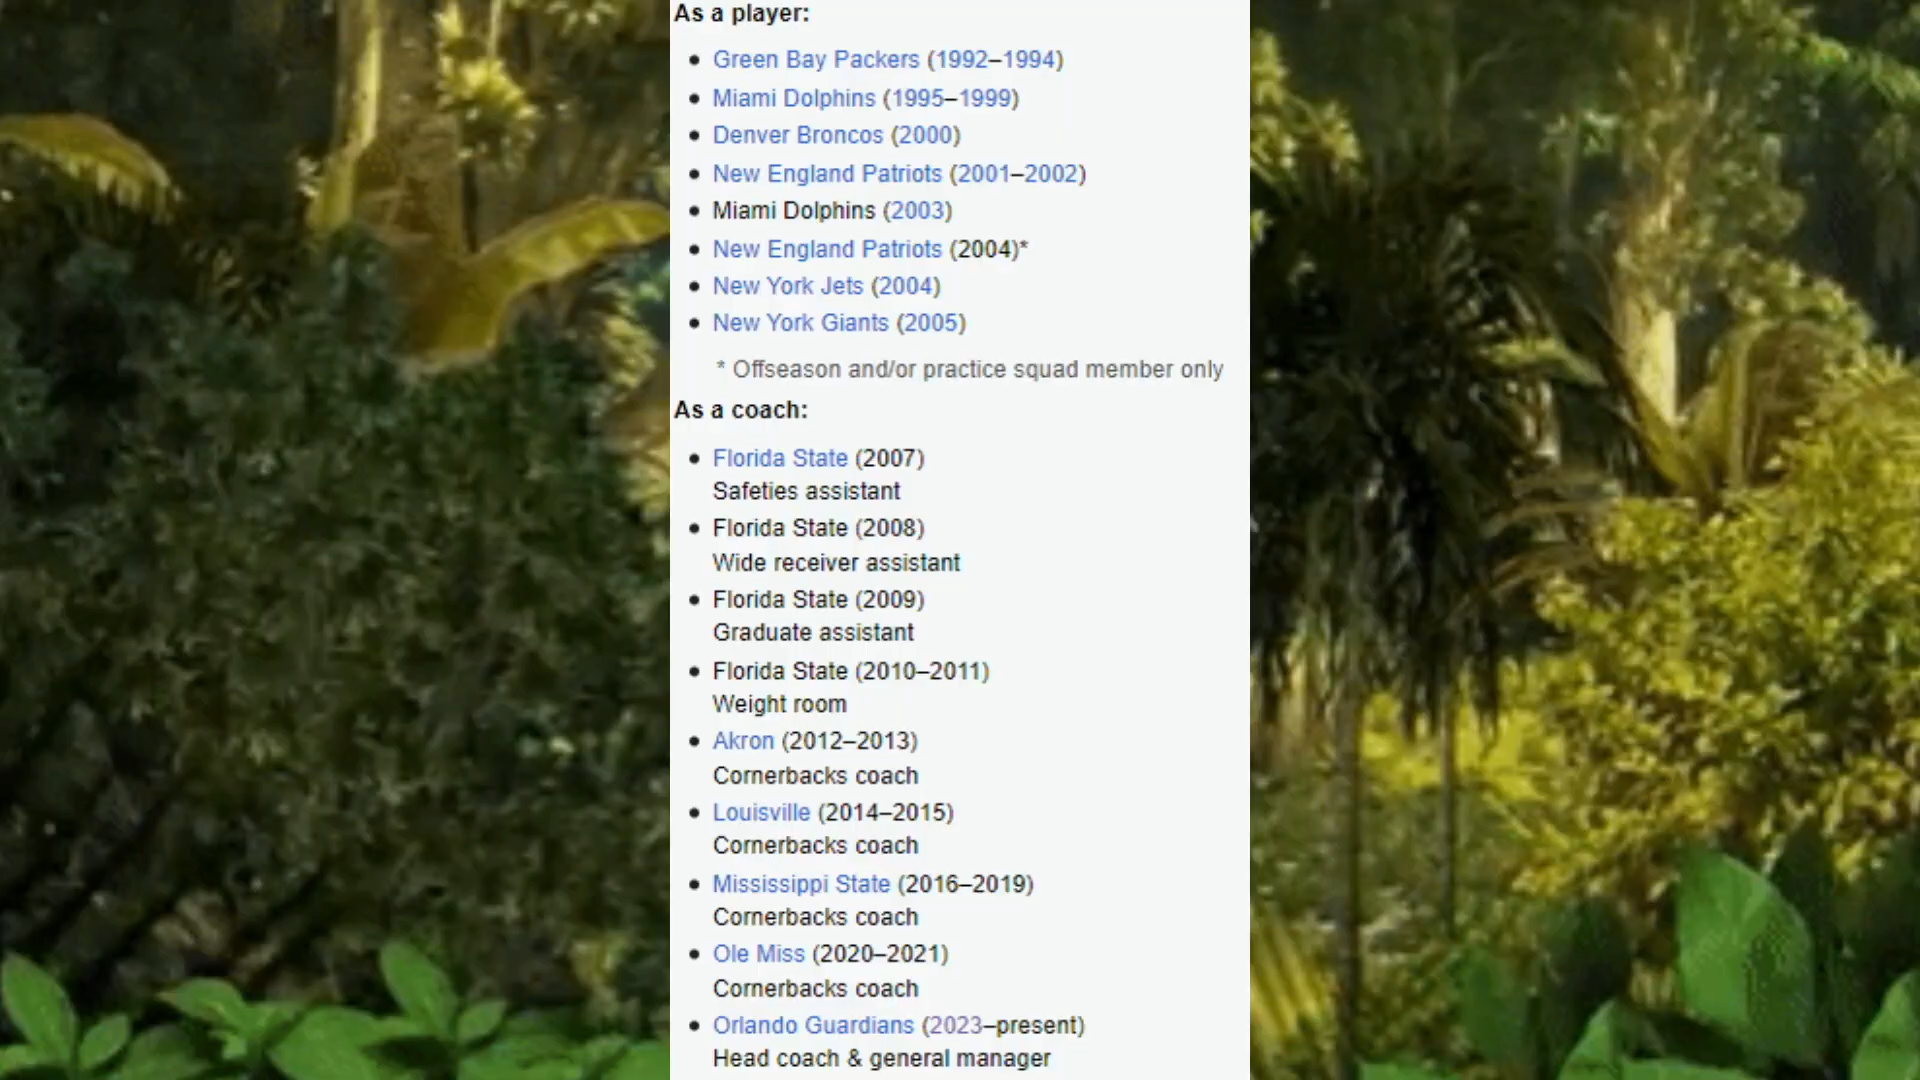 As a player:
Green Bay Packers (1992–1994)
Miami Dolphins (1995–1999)
Denver Broncos (2000)
New England Patriots (2001–2002)
Miami Dolphins (2003)
New England Patriots (2004)*
New York Jets (2004)
New York Giants (2005)
* Offseason and/or practice squad member only
As a coach:
Florida State (2007)
Safeties assistant
Florida State (2008)
Wide receiver assistant
Florida State (2009)
Graduate assistant
Florida State (2010–2011)
Weight room
Akron (2012–2013)
Cornerbacks coach
Louisville (2014–2015)
Cornerbacks coach
Mississippi State (2016–2019)
Cornerbacks coach
Ole Miss (2020–2021)
Cornerbacks coach
Orlando Guardians (2023–present)
Head coach & general manager